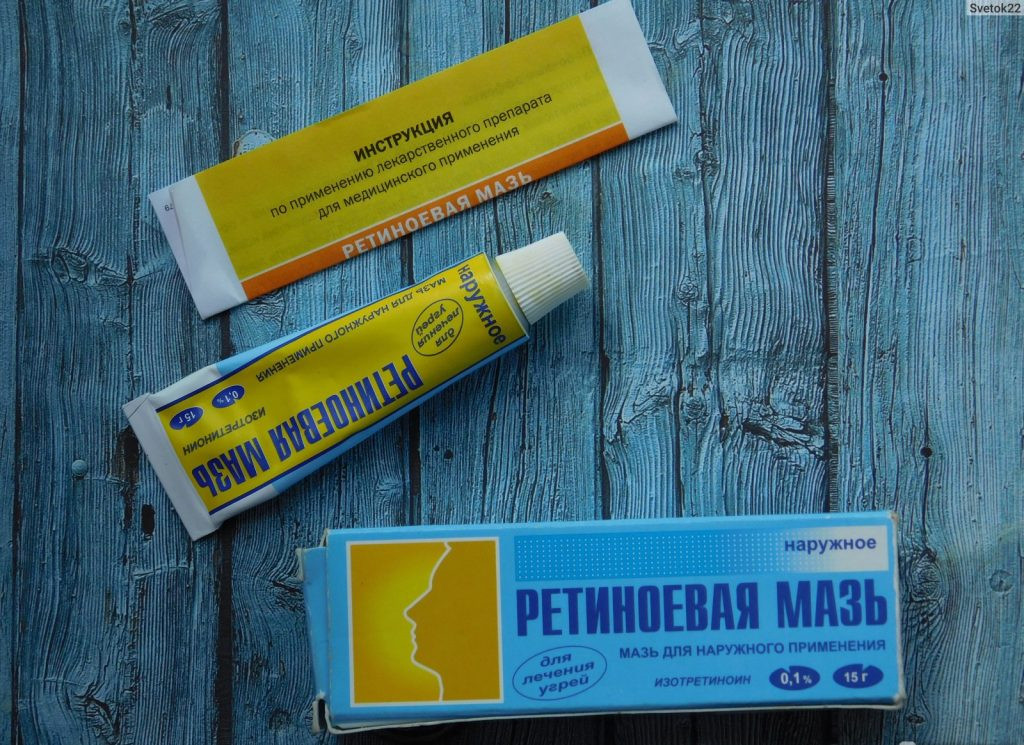 Svetok22
ИНСТРУКЦИЯ
по применению лекарственного препарата
для медицинского применения
РЕТИНОЕВАЯ МАЗЬ
наружное
для
лечения
угрей
МАЗЬ ДЛЯ НАРУЖНОГО ПРИМЕНЕНИЯ
РЕТИНОЕВАЯ МАЗЬ
ИЗОТРЕТИНОИН
0,1%
15 г
наружное
РЕТИНОЕВАЯ МАЗЬ
МАЗЬ ДЛЯ НАРУЖНОГО ПРИМЕНЕНИЯ
для
лечения
угрей
ИЗОТРЕТИНОИН 0,1% 15 г